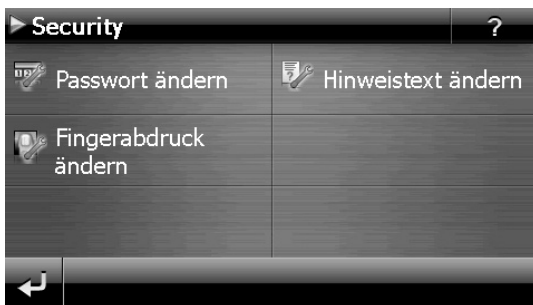 Security
?
Passwort ändern
Hinweistext ändern
Fingerabdruck
ändern